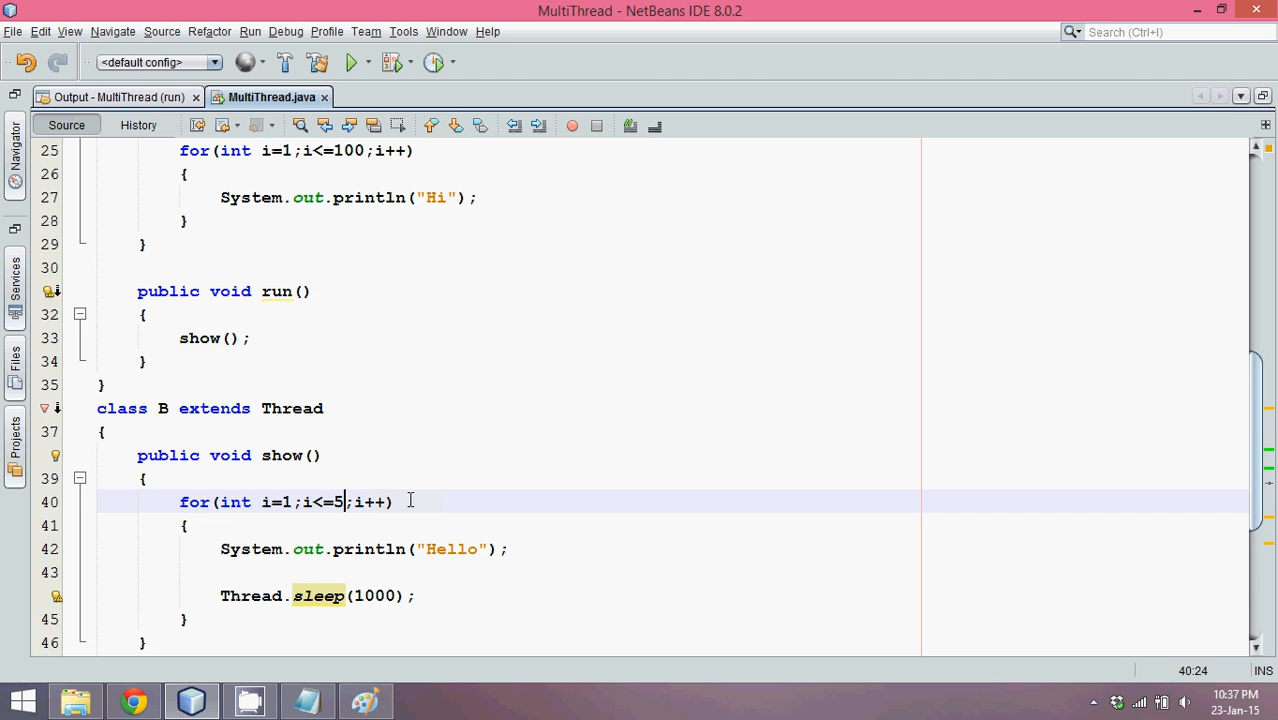 MultiThread - NetBeans IDE 8.0.2
File Edit View Navigate Source Refactor Run Debug Profile Team Tools Window Help
Search (Ctrl+I)
<default config>
Output - MultiThread (run)
MultiThread.java
Source
History
Navigator
Services
Files
Projects
25 for(int i=1;i<=100;i++)
26 {
27 System.out.println("Hi");
28 }
29 }
30
public void run()
32 {
33 show();
34 }
35 }
class B extends Thread
37 {
public void show()
39 {
40 for(int i=1;i<=5;i++)
41 {
42 System.out.println("Hello");
43
Thread.sleep(1000);
45 }
46 }
40:24
INS
10:37 PM
23-Jan-15